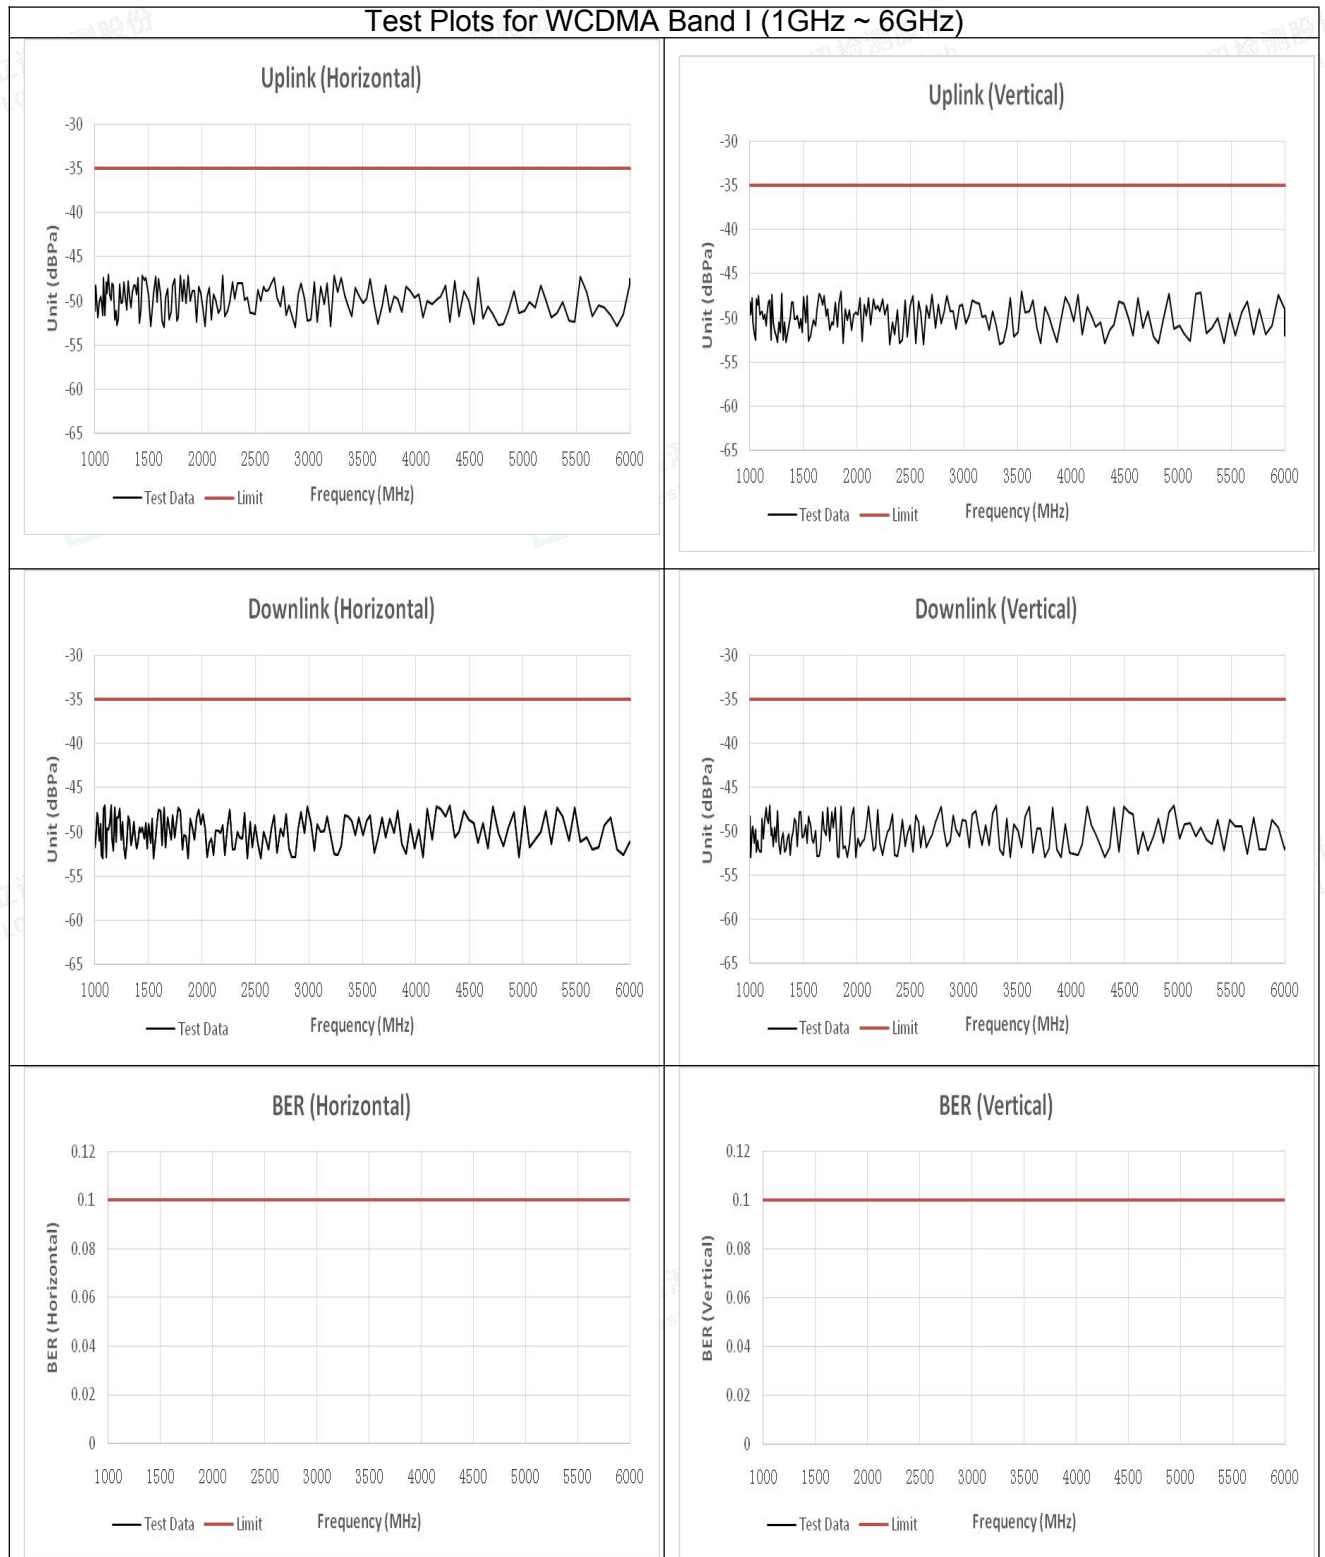 Test Plots for WCDMA Band I (1GHz ~ 6GHz)
Uplink (Horizontal)
-30
-35
-40
-45
-50
-55
-60
-65
Unit (dBPa)
1000 1500 2000 2500 3000 3500 4000 4500 5000 5500 6000
Test Data Limit Frequency (MHz)
Uplink (Vertical)
-30
-35
-40
-45
-50
-55
-60
-65
Unit (dBPa)
1000 1500 2000 2500 3000 3500 4000 4500 5000 5500 6000
Test Data Limit Frequency (MHz)
Downlink (Horizontal)
-30
-35
-40
-45
-50
-55
-60
-65
Unit (dBPa)
1000 1500 2000 2500 3000 3500 4000 4500 5000 5500 6000
Test Data Frequency (MHz)
Downlink (Vertical)
-30
-35
-40
-45
-50
-55
-60
-65
Unit (dBPa)
1000 1500 2000 2500 3000 3500 4000 4500 5000 5500 6000
Test Data Limit Frequency (MHz)
BER (Horizontal)
0.12
0.1
0.08
0.06
0.04
0.02
0
BER (Horizontal)
1000 1500 2000 2500 3000 3500 4000 4500 5000 5500 6000
Test Data Limit Frequency (MHz)
BER (Vertical)
0.12
0.1
0.08
0.06
0.04
0.02
0
BER (Vertical)
1000 1500 2000 2500 3000 3500 4000 4500 5000 5500 6000
Test Data Limit Frequency (MHz)